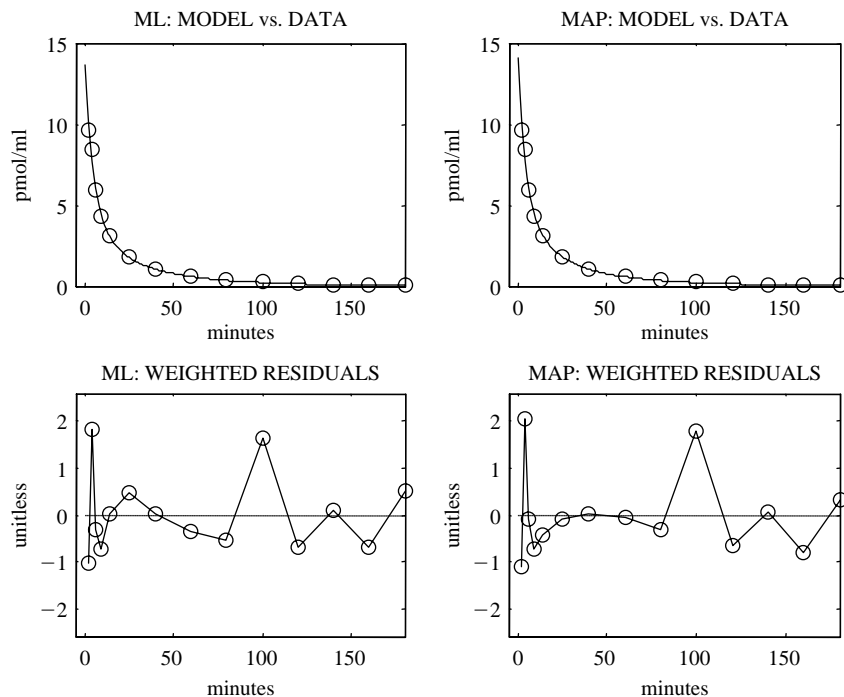 ML: MODEL vs. DATA
15
10
5
0
pmol/ml
0 50 100 150
minutes
MAP: MODEL vs. DATA
15
10
5
0
pmol/ml
0 50 100 150
minutes
ML: WEIGHTED RESIDUALS
2
1
0
−1
−2
unitless
0 50 100 150
minutes
MAP: WEIGHTED RESIDUALS
2
1
0
−1
−2
unitless
0 50 100 150
minutes